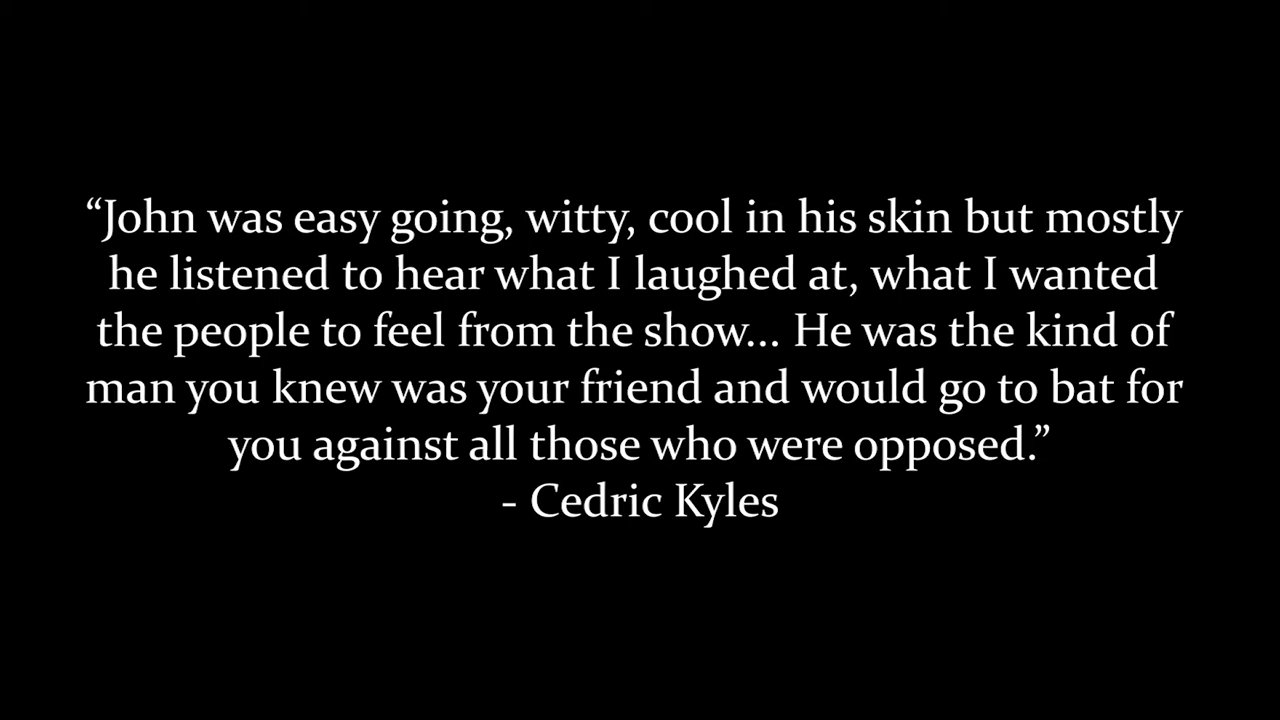 “John was easy going, witty, cool in his skin but mostly
he listened to hear what I laughed at, what I wanted
the people to feel from the show... He was the kind of
man you knew was your friend and would go to bat for
you against all those who were opposed.”
- Cedric Kyles